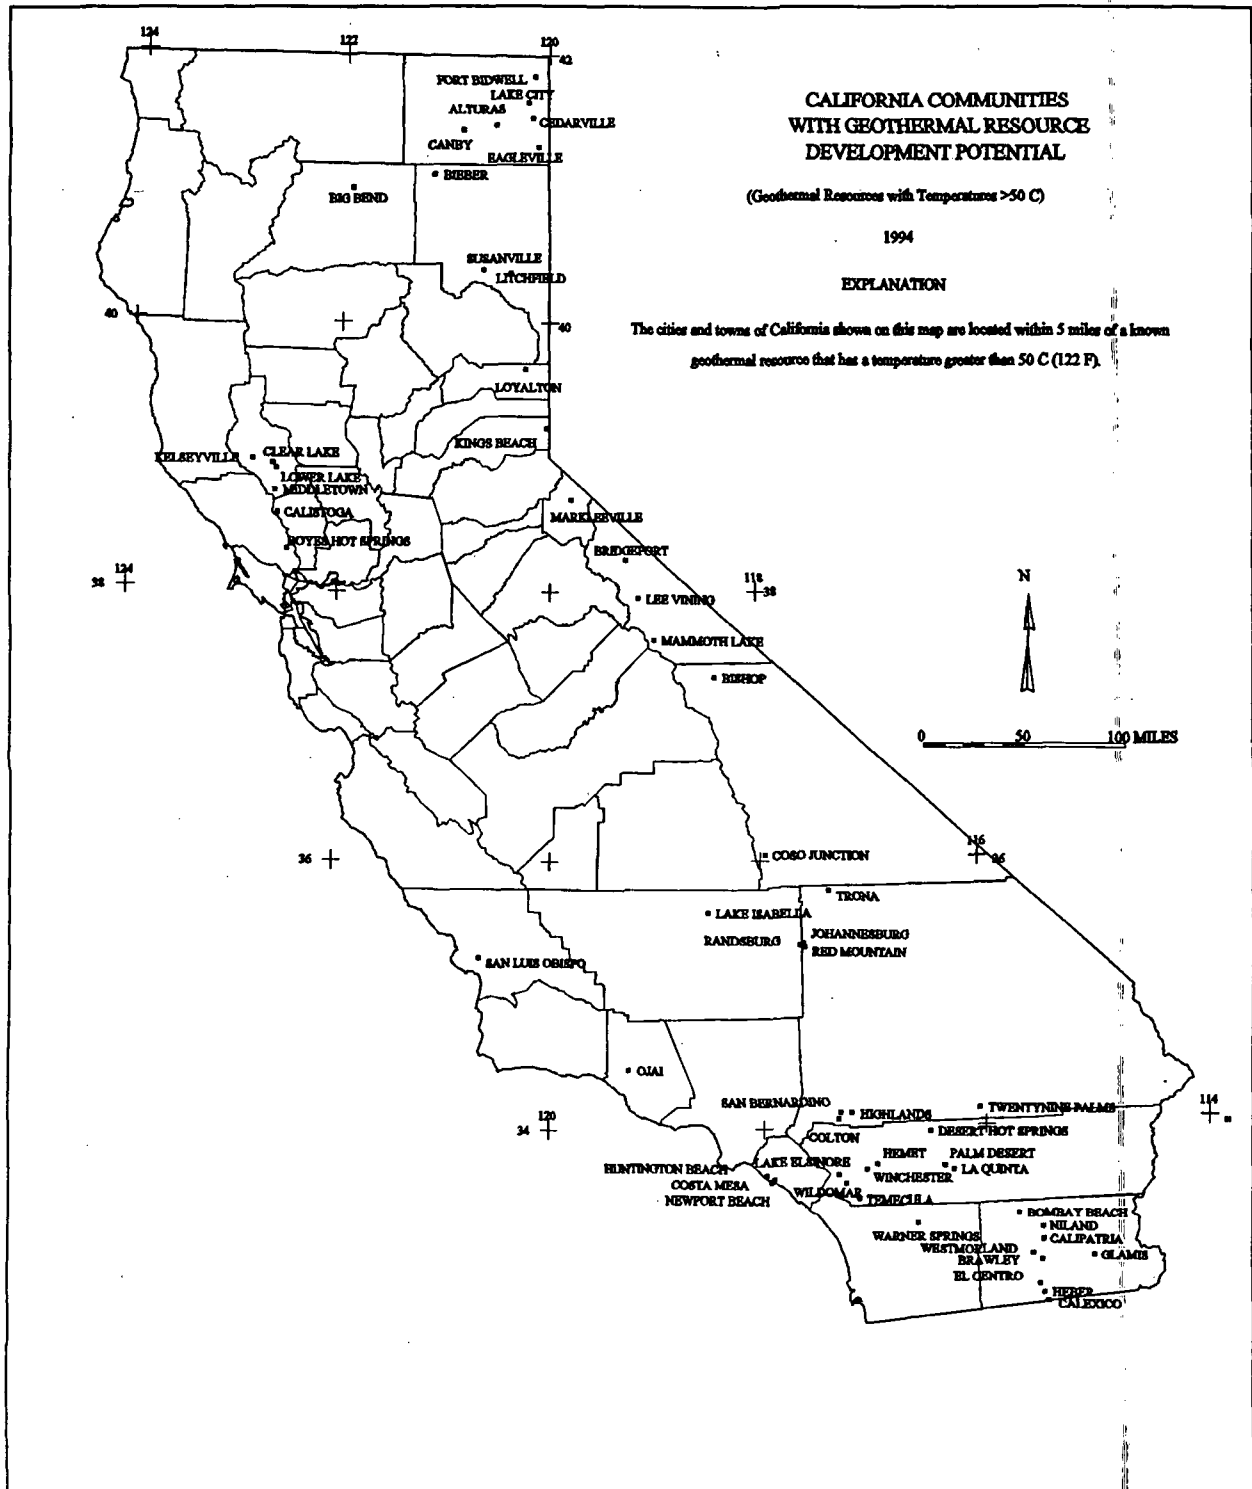 124
122
120
42
FORT BIDWELL
LAKE CITY
ALTURAS
CEDARVILLE
CANBY
EAGLEVILLE
BIEBER
BIG BEND
CALIFORNIA COMMUNITIES
WITH GEOTHERMAL RESOURCE
DEVELOPMENT POTENTIAL
(Geothermal Resources with Temperatures >50 C)
1994
EXPLANATION
The cities and towns of California shown on this map are located within 5 miles of a known
geothermal resource that has a temperature greater than 50 C (122 F).
SUSANVILLE
LITCHFIELD
40
40
LOYALTON
KINGS BEACH
KELSEYVILLE
CLEAR LAKE
LOWER LAKE
MIDDLETOWN
CALISTOGA
BOYES HOT SPRINGS
MARKLEEVILLE
BRIDGEPORT
124
38
118
38
LEE VINING
MAMMOTH LAKE
BISHOP
N
0 50 100 MILES
36
COSO JUNCTION
116
36
TRONA
LAKE ISABELLA
RANDSBURG
JOHANNESBURG
RED MOUNTAIN
SAN LUIS OBISPO
OJAI
120
34
SAN BERNARDINO
HIGHLANDS
COLTON
TWENTYNINE PALMS
114
DESERT HOT SPRINGS
HEMET
PALM DESERT
LAKE ELSINORE
WINCHESTER
LA QUINTA
HUNTINGTON BEACH
COSTA MESA
NEWPORT BEACH
WILDOMAR
TEMECULA
BOMBAY BEACH
NILAND
WARNER SPRINGS
CALIPATRIA
WESTMORLAND
BRAWLEY
GLAMIS
EL CENTRO
HEBER
CALEXICO